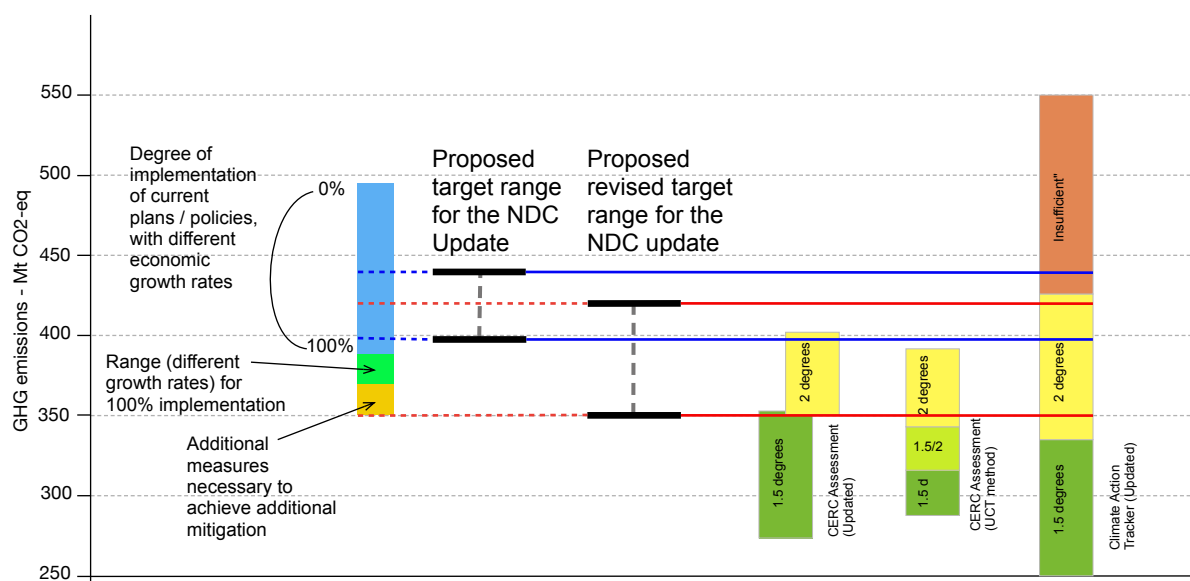 GHG emissions - Mt CO2-eq
550
500
450
400
350
300
250
Degree of
implementation
of current
plans / policies,
with different
economic
growth rates
0%
100%
Range (different
growth rates) for
100% implementation
Additional
measures
necessary to
achieve additional
mitigation
Proposed
target range
for the NDC
Update
Proposed
revised target
range for the
NDC update
2 degrees
1.5 degrees
CERC Assessment
(Updated)
2 degrees
1.5/2
1.5 d
CERC Assessment
(UCT method)
Insufficient"
2 degrees
1.5 degrees
Climate Action
Tracker (Updated)